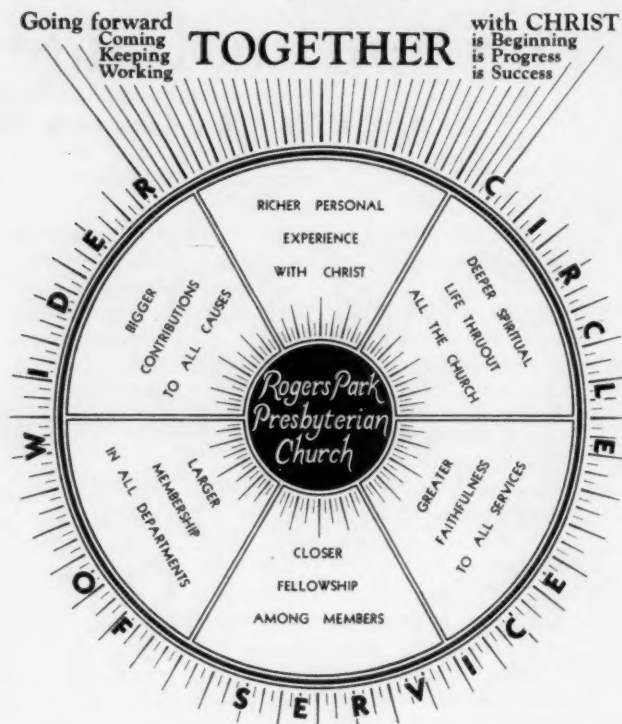 Going forward with CHRIST
Coming is Beginning
Keeping TOGETHER is Progress
Working is Success
WIDER CIRCLE
OF SERVICE
RICHER PERSONAL
EXPERIENCE
WITH CHRIST
DEEPER SPIRITUAL
LIFE THRUOUT
ALL THE CHURCH
GREATER
FAITHFULNESS
TO ALL SERVICES
CLOSER
FELLOWSHIP
AMONG MEMBERS
LARGER
MEMBERSHIP
IN ALL DEPARTMENTS
BIGGER
CONTRIBUTIONS
TO ALL CAUSES
Rogers Park
Presbyterian
Church